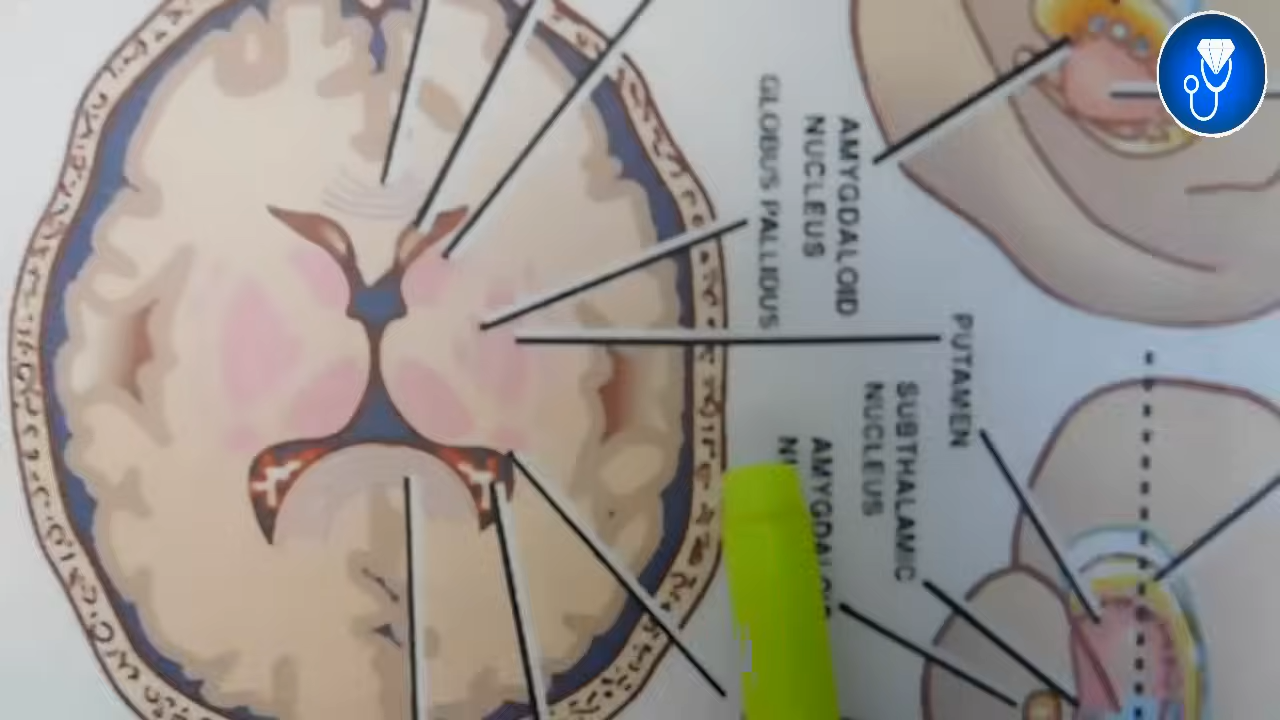 AMYGDALOID
NUCLEUS
GLOBUS PALLIDUS
PUTAMEN
SUBTHALAMIC
NUCLEUS
AMYGDALOID